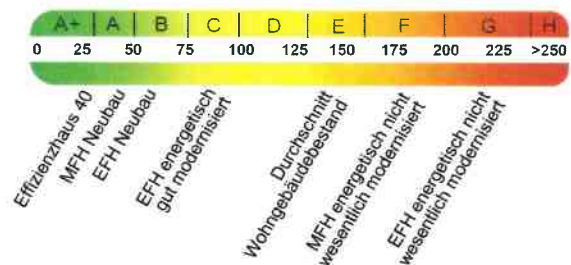 A+ A B C D E F G H
0 25 50 75 100 125 150 175 200 225 >250
Effizienzhaus 40
MFH Neubau
EFH Neubau
EFH energetisch
gut modernisiert
Durchschnitt
Wohngebäudebestand
MFH energetisch nicht
wesentlich modernisiert
EFH energetisch nicht
wesentlich modernisiert